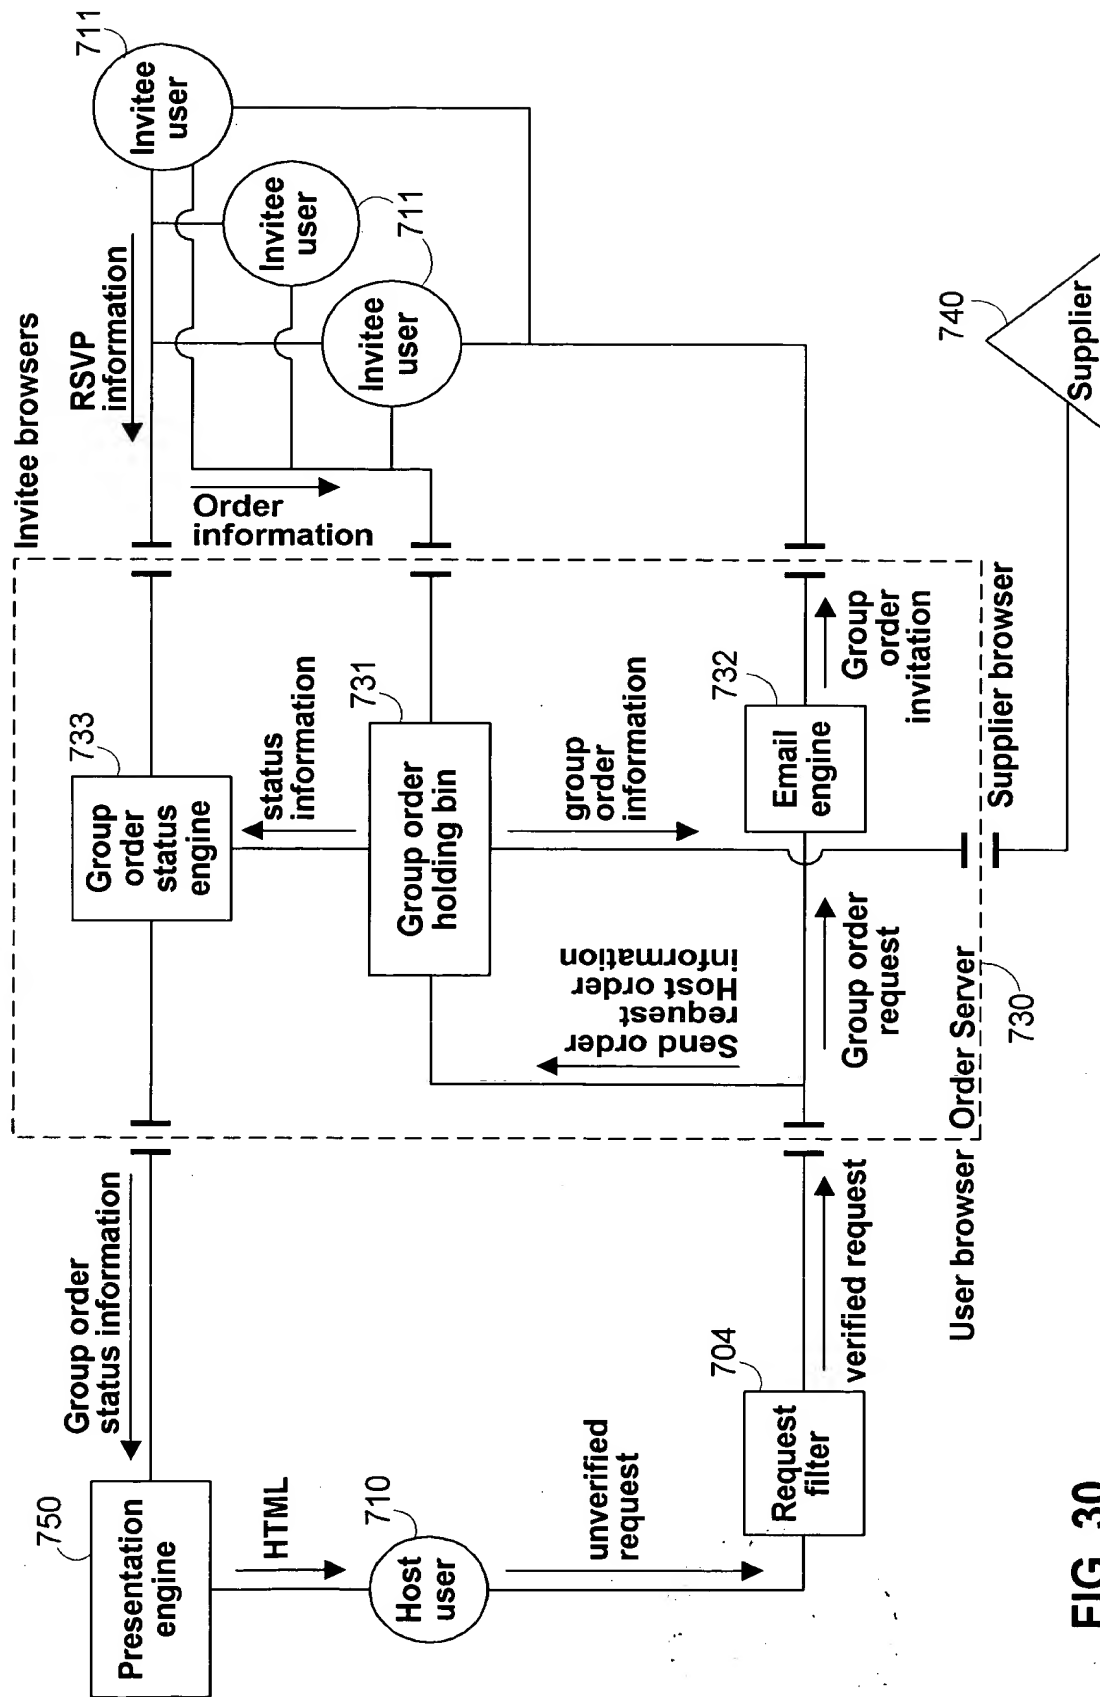 750
Presentation
engine
Group order
status information
HTML
710
Host
user
unverified
request
704
Request
filter
verified request
User browser
Order Server
730
733
Group
order
status
engine
status
information
731
Group order
holding bin
group
order
information
Send order
request
Host order
information
Group order
request
732
Email
engine
Group
order
invitation
Supplier browser
Invitee browsers
RSVP
information
Order
information
711
Invitee
user
Invitee
user
711
Invitee
user
711
740
Supplier
FIG. 30